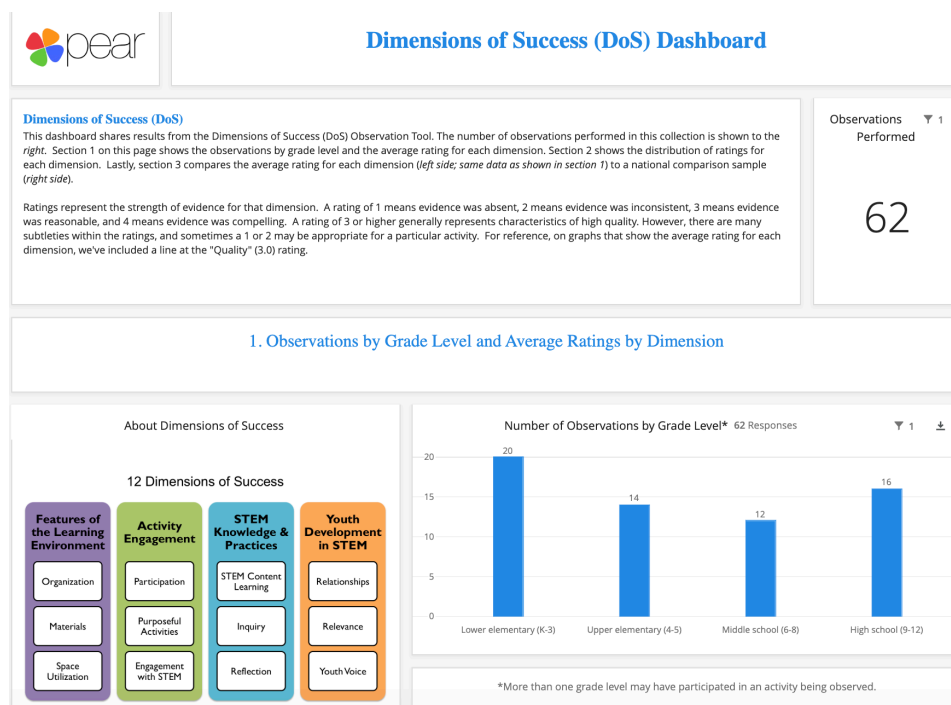 pear
Dimensions of Success (DoS) Dashboard
Dimensions of Success (DoS)
This dashboard shares results from the Dimensions of Success (DoS) Observation Tool. The number of observations performed in this collection is shown to the
right. Section 1 on this page shows the observations by grade level and the average rating for each dimension. Section 2 shows the distribution of ratings for
each dimension. Lastly, section 3 compares the average rating for each dimension (left side; same data as shown in section 1) to a national comparison sample
(right side).
Ratings represent the strength of evidence for that dimension. A rating of 1 means evidence was absent, 2 means evidence was inconsistent, 3 means evidence
was reasonable, and 4 means evidence was compelling. A rating of 3 or higher generally represents characteristics of high quality. However, there are many
subtleties within the ratings, and sometimes a 1 or 2 may be appropriate for a particular activity. For reference, on graphs that show the average rating for each
dimension, we've included a line at the "Quality" (3.0) rating.
Observations 1
Performed
62
1. Observations by Grade Level and Average Ratings by Dimension
About Dimensions of Success
12 Dimensions of Success
Features of
the Learning
Environment
Organization
Materials
Space
Utilization
Activity
Engagement
Participation
Purposeful
Activities
Engagement
with STEM
STEM
Knowledge &
Practices
STEM Content
Learning
Inquiry
Reflection
Youth
Development
in STEM
Relationships
Relevance
Youth Voice
Number of Observations by Grade Level* 62 Responses
1
20
15
10
5
0
20
14
12
16
Lower elementary (K-3)
Upper elementary (4-5)
Middle school (6-8)
High school (9-12)
*More than one grade level may have participated in an activity being observed.